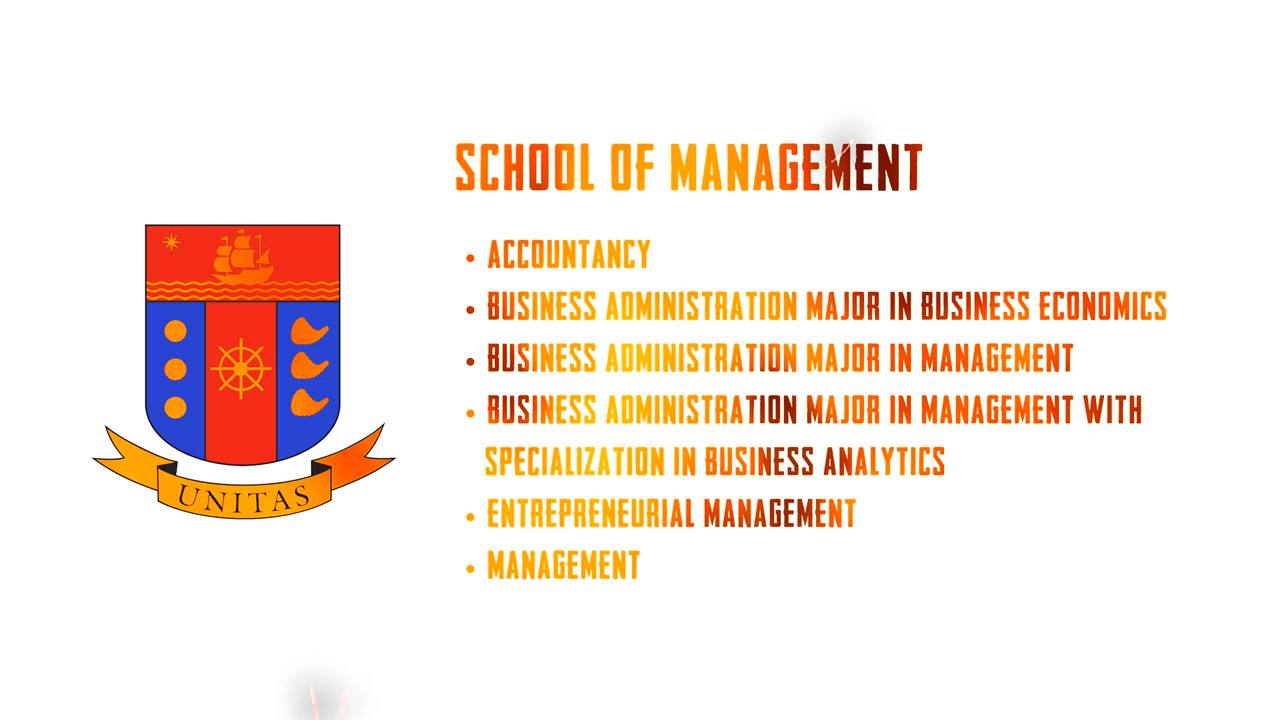 SCHOOL OF MANAGEMENT
• ACCOUNTANCY
• BUSINESS ADMINISTRATION MAJOR IN BUSINESS ECONOMICS
• BUSINESS ADMINISTRATION MAJOR IN MANAGEMENT
• BUSINESS ADMINISTRATION MAJOR IN MANAGEMENT WITH
SPECIALIZATION IN BUSINESS ANALYTICS
• ENTREPRENEURIAL MANAGEMENT
• MANAGEMENT
UNITAS